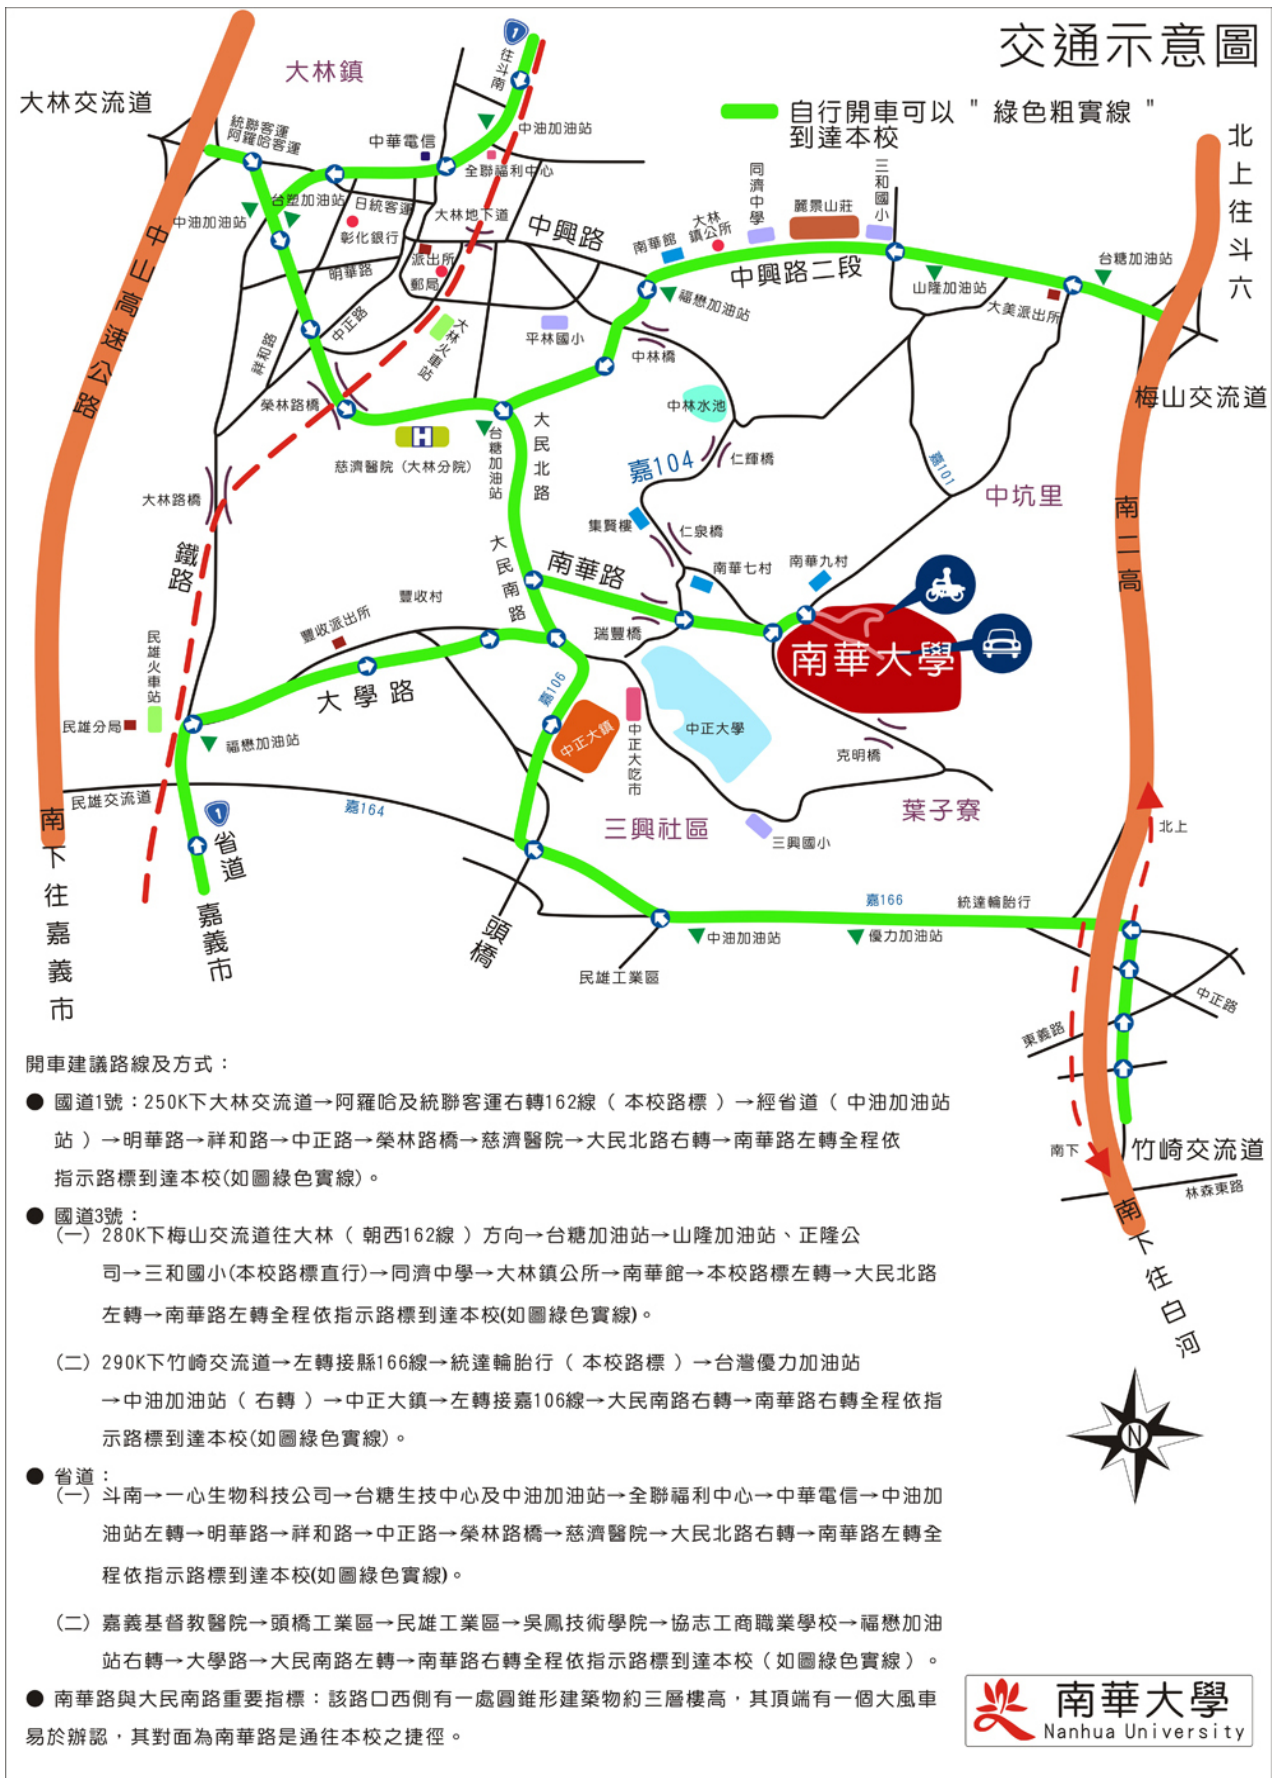 交通示意圖
自行開車可以 " 綠色粗實線 "
到達本校
1
往斗南
大林鎮
大林交流道
統聯客運
阿羅哈客運
中華電信
中油加油站
全聯福利中心
台塑加油站
日統客運
中油加油站
彰化銀行
大林地下道
中興路
派出所
郵局
明華路
中正路
祥和路
大林火車站
平林國小
南華館
大林
鎮公所
同濟中學
麗景山莊
三和國小
中興路二段
福懋加油站
山隆加油站
台糖加油站
大美派出所
北上往斗六
梅山交流道
中山高速公路
中林橋
中林水池
榮林路橋
H
慈濟醫院（大林分院）
台糖加油站
大民北路
仁輝橋
嘉104
嘉101
中坑里
南二高
大林路橋
鐵路
集賢樓
仁泉橋
大民南路
南華路
南華七村
南華九村
豐收村
豐收派出所
瑞豐橋
南華大學
民雄火車站
大學路
嘉106
民雄分局
福懋加油站
中正大鎮
中正大吃市
中正大學
克明橋
葉子寮
民雄交流道
嘉164
三興社區
三興國小
北上
1
省道
嘉義市
南下往嘉義市
頭橋
嘉166
統達輪胎行
中油加油站
優力加油站
民雄工業區
中正路
東義路
南下
竹崎交流道
林森東路
南下往白河
N
開車建議路線及方式：
● 國道1號：250K下大林交流道→阿羅哈及統聯客運右轉162線（ 本校路標 ）→經省道（ 中油加油站
站 ）→明華路→祥和路→中正路→榮林路橋→慈濟醫院→大民北路右轉→南華路左轉全程依
指示路標到達本校(如圖綠色實線)。
● 國道3號：
(一) 280K下梅山交流道往大林（ 朝西162線 ）方向→台糖加油站→山隆加油站、正隆公
司→三和國小(本校路標直行)→同濟中學→大林鎮公所→南華館→本校路標左轉→大民北路
左轉→南華路左轉全程依指示路標到達本校(如圖綠色實線)。
(二) 290K下竹崎交流道→左轉接縣166線→統達輪胎行（ 本校路標 ）→台灣優力加油站
→中油加油站（ 右轉 ）→中正大鎮→左轉接嘉106線→大民南路右轉→南華路右轉全程依指
示路標到達本校(如圖綠色實線)。
● 省道：
(一) 斗南→一心生物科技公司→台糖生技中心及中油加油站→全聯福利中心→中華電信→中油加
油站左轉→明華路→祥和路→中正路→榮林路橋→慈濟醫院→大民北路右轉→南華路左轉全
程依指示路標到達本校(如圖綠色實線)。
(二) 嘉義基督教醫院→頭橋工業區→民雄工業區→吳鳳技術學院→協志工商職業學校→福懋加油
站右轉→大學路→大民南路左轉→南華路右轉全程依指示路標到達本校（如圖綠色實線）。
● 南華路與大民南路重要指標：該路口西側有一處圓錐形建築物約三層樓高，其頂端有一個大風車
易於辦認，其對面為南華路是通往本校之捷徑。
南華大學
Nanhua University